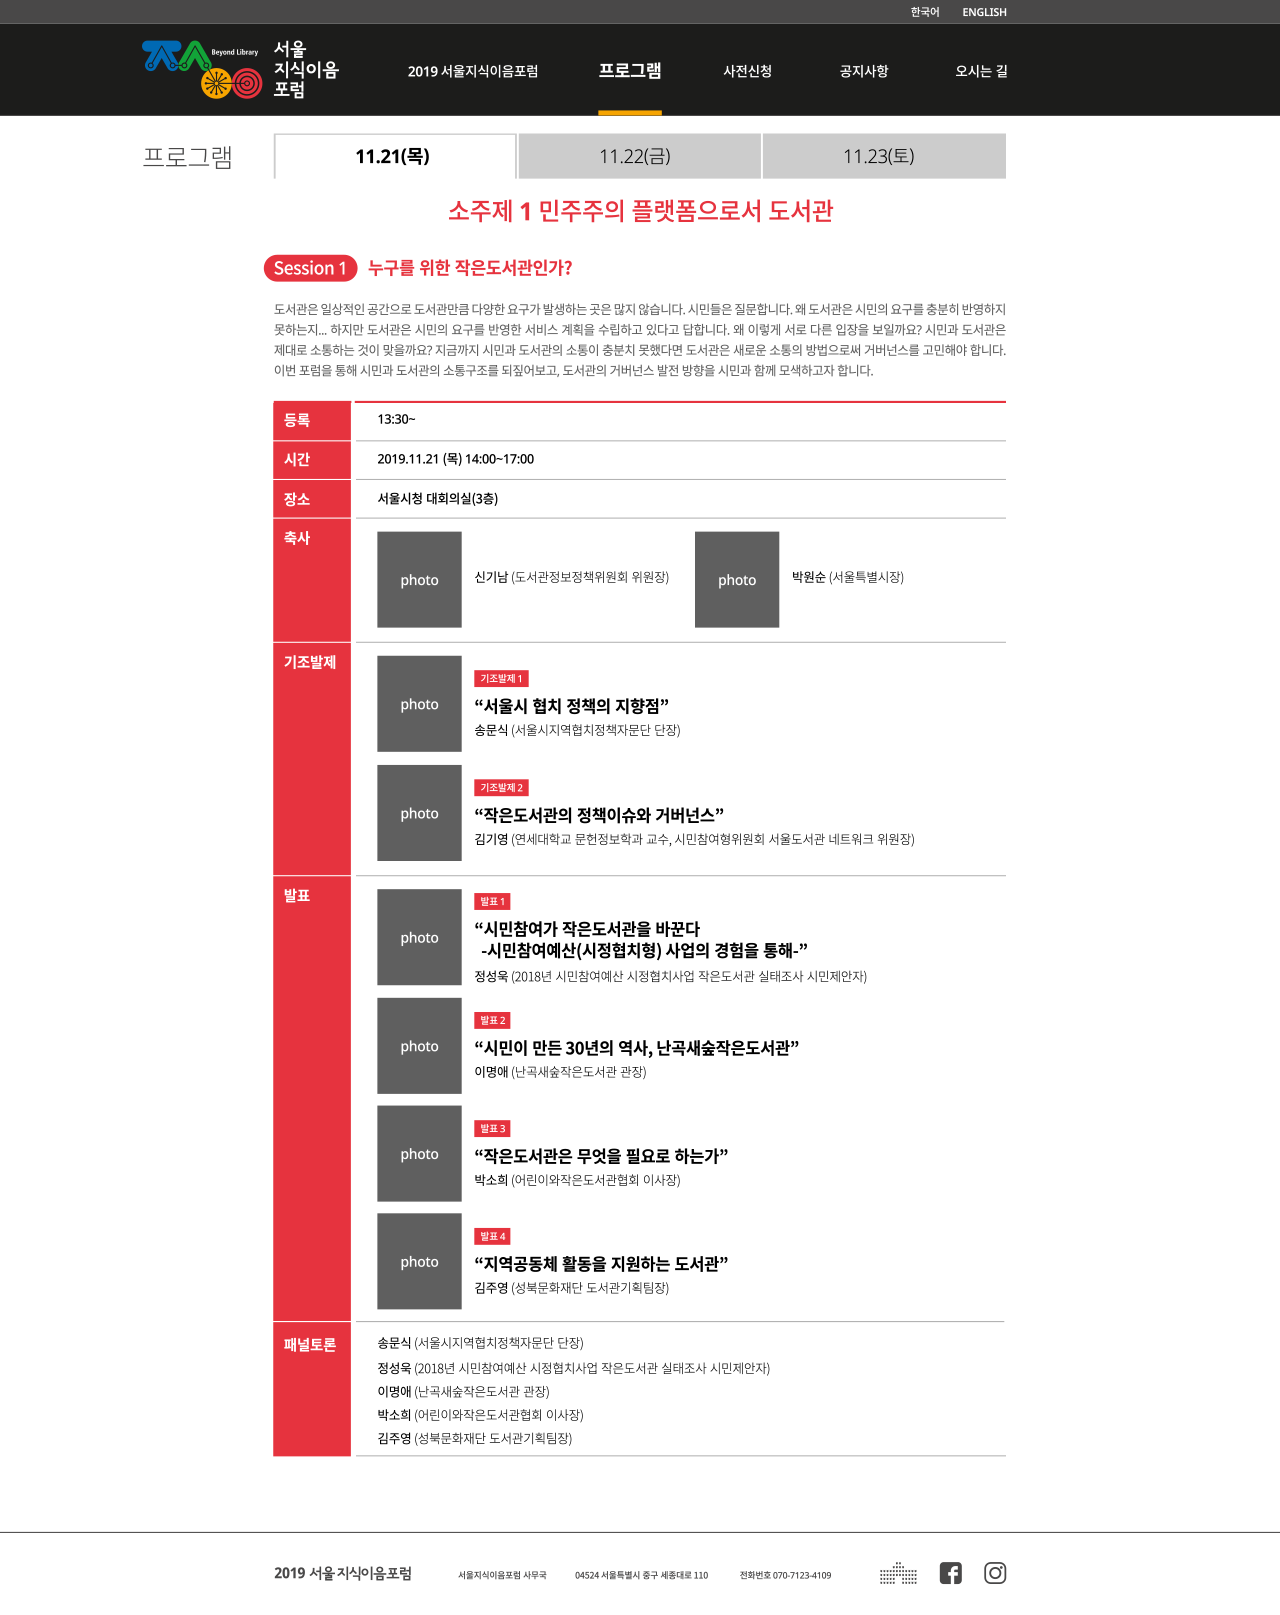 한국어 ENGLISH
Beyond Library
서울
지식이음
포럼
2019 서울지식이음포럼 프로그램 사전신청 공지사항 오시는 길
프로그램
11.21(목) 11.22(금) 11.23(토)
소주제 1 민주주의 플랫폼으로서 도서관
Session 1 누구를 위한 작은도서관인가?
도서관은 일상적인 공간으로 도서관만큼 다양한 요구가 발생하는 곳은 많지 않습니다. 시민들은 질문합니다. 왜 도서관은 시민의 요구를 충분히 반영하지
못하는지... 하지만 도서관은 시민의 요구를 반영한 서비스 계획을 수립하고 있다고 답합니다. 왜 이렇게 서로 다른 입장을 보일까요? 시민과 도서관은
제대로 소통하는 것이 맞을까요? 지금까지 시민과 도서관의 소통이 충분치 못했다면 도서관은 새로운 소통의 방법으로써 거버넌스를 고민해야 합니다.
이번 포럼을 통해 시민과 도서관의 소통구조를 되짚어보고, 도서관의 거버넌스 발전 방향을 시민과 함께 모색하고자 합니다.
등록 13:30~
시간 2019.11.21 (목) 14:00~17:00
장소 서울시청 대회의실(3층)
축사
photo 신기남 (도서관정보정책위원회 위원장) photo 박원순 (서울특별시장)
기조발제
photo
기조발제 1
“서울시 협치 정책의 지향점”
송문식 (서울시지역협치정책자문단 단장)
photo
기조발제 2
“작은도서관의 정책이슈와 거버넌스”
김기영 (연세대학교 문헌정보학과 교수, 시민참여형위원회 서울도서관 네트워크 위원장)
발표
photo
발표 1
“시민참여가 작은도서관을 바꾼다
-시민참여예산(시정협치형) 사업의 경험을 통해-”
정성욱 (2018년 시민참여예산 시정협치사업 작은도서관 실태조사 시민제안자)
photo
발표 2
“시민이 만든 30년의 역사, 난곡새숲작은도서관”
이명애 (난곡새숲작은도서관 관장)
photo
발표 3
“작은도서관은 무엇을 필요로 하는가”
박소희 (어린이와작은도서관협회 이사장)
photo
발표 4
“지역공동체 활동을 지원하는 도서관”
김주영 (성북문화재단 도서관기획팀장)
패널토론
송문식 (서울시지역협치정책자문단 단장)
정성욱 (2018년 시민참여예산 시정협치사업 작은도서관 실태조사 시민제안자)
이명애 (난곡새숲작은도서관 관장)
박소희 (어린이와작은도서관협회 이사장)
김주영 (성북문화재단 도서관기획팀장)
2019 서울 지식이음포럼 서울지식이음포럼 사무국 04524 서울특별시 중구 세종대로 110 전화번호 070-7123-4109